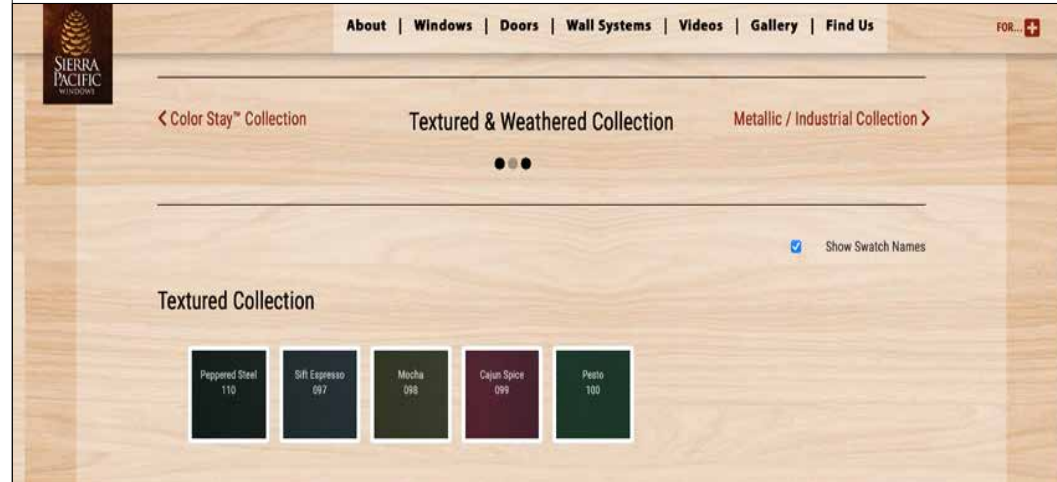 About | Windows | Doors | Wall Systems | Videos | Gallery | Find Us
FOR...
SIERRA
PACIFIC
WINDOWS
Color Stay™ Collection
Textured & Weathered Collection
Metallic / Industrial Collection
Show Swatch Names
Textured Collection
Peppered Steel
110
Sift Espresso
097
Mocha
098
Cajun Spice
099
Pesto
100